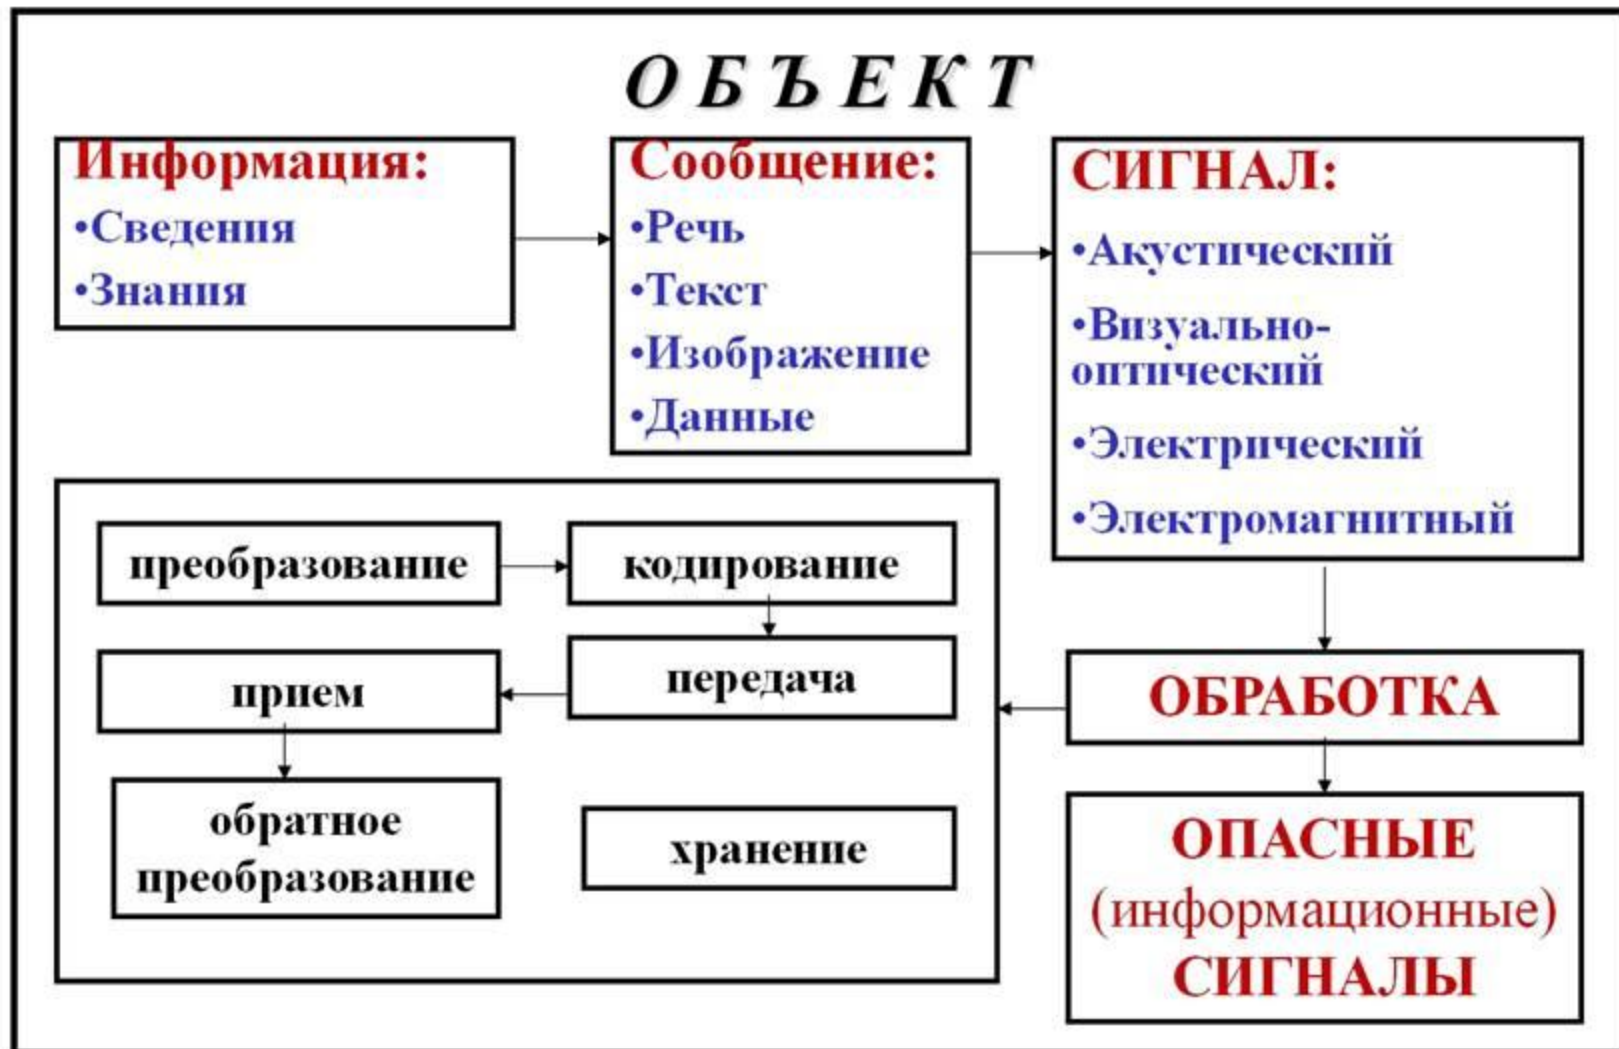 О Б Ъ Е К Т
Информация:
•Сведения
•Знания
Сообщение:
•Речь
•Текст
•Изображение
•Данные
СИГНАЛ:
•Акустический
•Визуально-
оптический
•Электрический
•Электромагнитный
преобразование
кодирование
прием
передача
обратное
преобразование
хранение
ОБРАБОТКА
ОПАСНЫЕ
(информационные)
СИГНАЛЫ